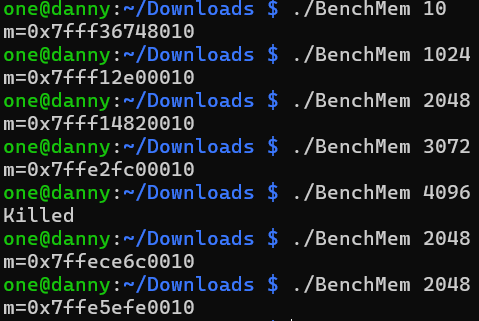 one@danny:~/Downloads $ ./BenchMem 10
m=0x7fff36748010
one@danny:~/Downloads $ ./BenchMem 1024
m=0x7fff12e00010
one@danny:~/Downloads $ ./BenchMem 2048
m=0x7fff14820010
one@danny:~/Downloads $ ./BenchMem 3072
m=0x7ffe2fc00010
one@danny:~/Downloads $ ./BenchMem 4096
Killed
one@danny:~/Downloads $ ./BenchMem 2048
m=0x7ffece6c0010
one@danny:~/Downloads $ ./BenchMem 2048
m=0x7ffe5efe0010